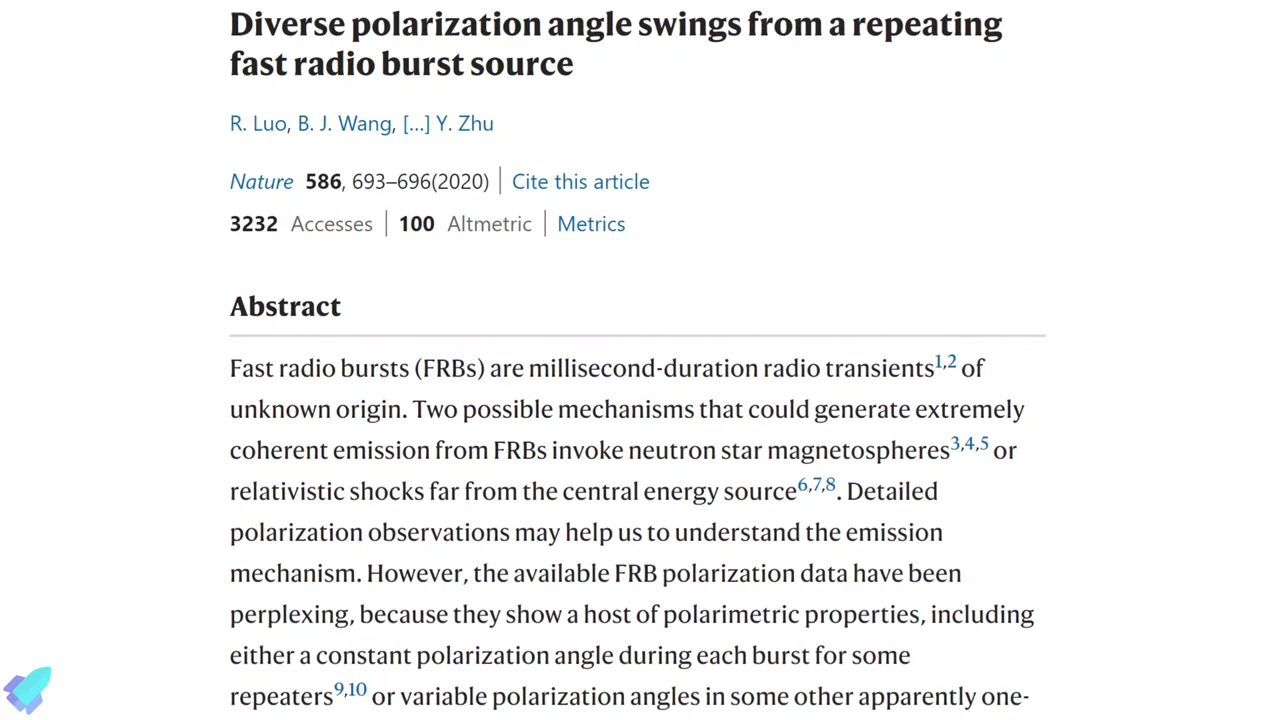 Diverse polarization angle swings from a repeating
fast radio burst source
R. Luo, B. J. Wang, [...] Y. Zhu
Nature 586, 693–696(2020) | Cite this article
3232 Accesses | 100 Altmetric | Metrics
Abstract
Fast radio bursts (FRBs) are millisecond-duration radio transients1,2 of
unknown origin. Two possible mechanisms that could generate extremely
coherent emission from FRBs invoke neutron star magnetospheres3,4,5 or
relativistic shocks far from the central energy source6,7,8. Detailed
polarization observations may help us to understand the emission
mechanism. However, the available FRB polarization data have been
perplexing, because they show a host of polarimetric properties, including
either a constant polarization angle during each burst for some
repeaters9,10 or variable polarization angles in some other apparently one-